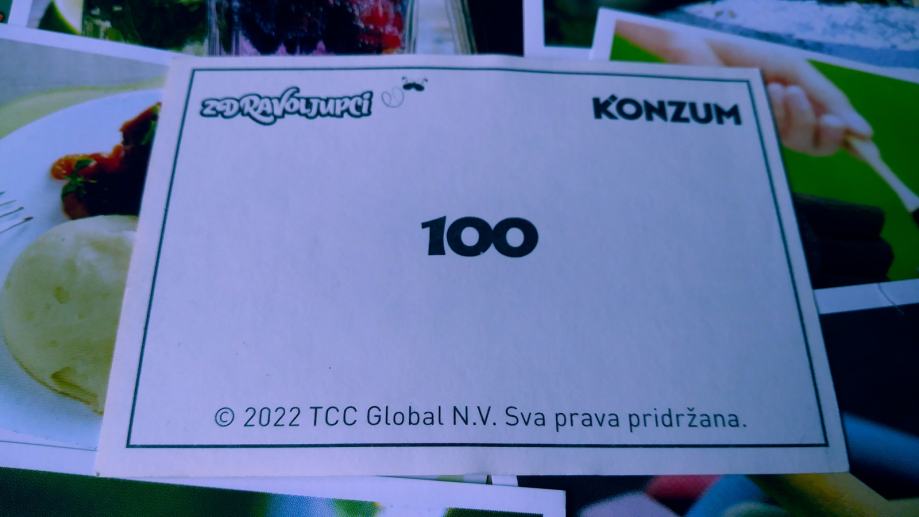 ZDRAVOLJUPCI
KONZUM
100
© 2022 TCC Global N.V. Sva prava pridržana.